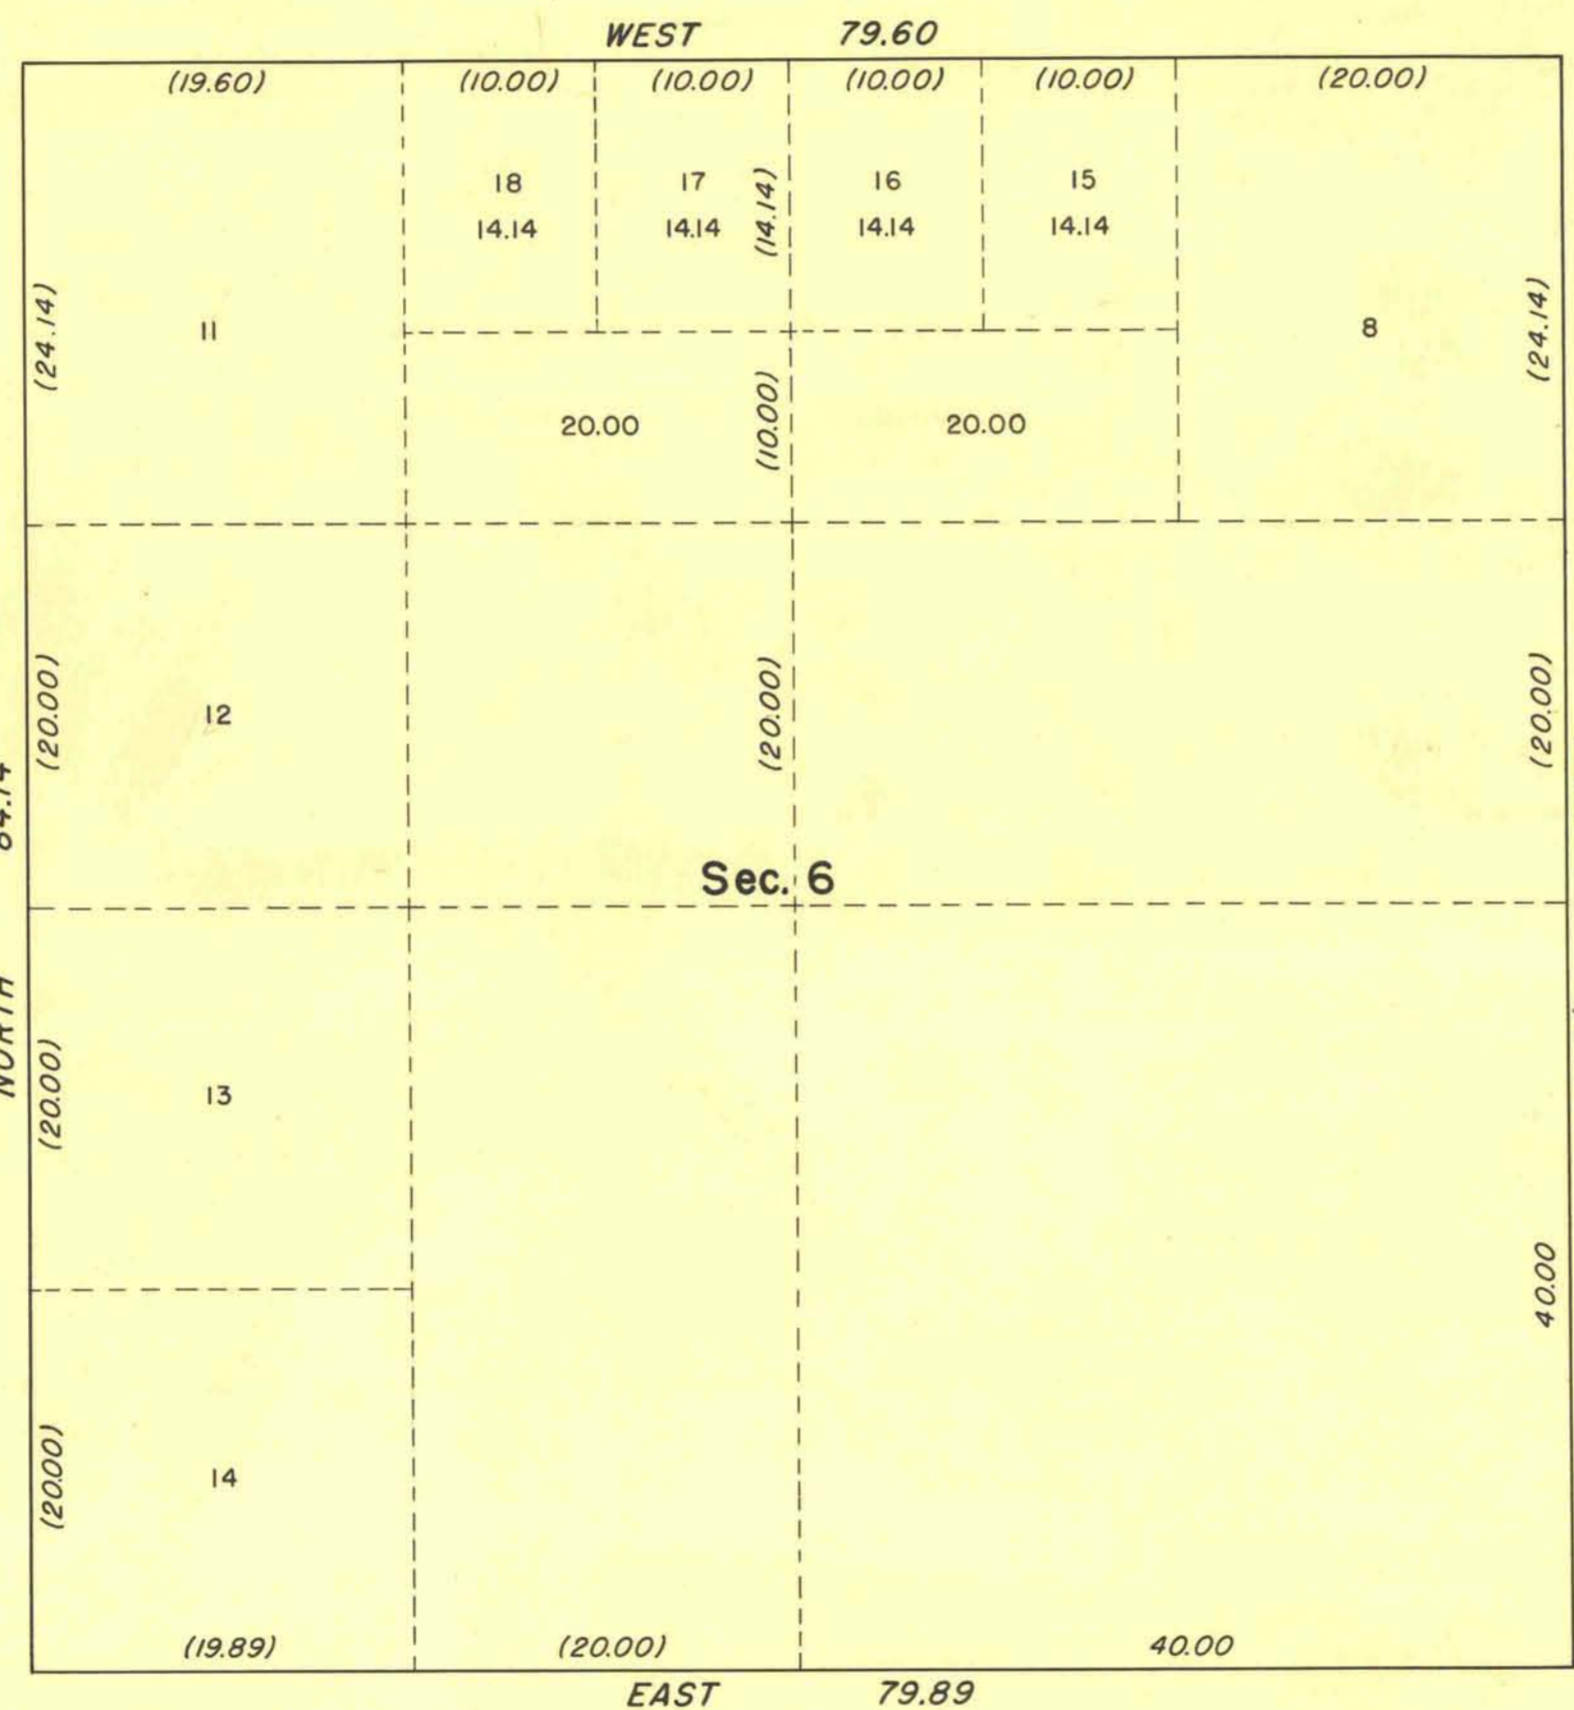 WEST 79.60
(19.60) (10.00) (10.00) (10.00) (10.00) (20.00)
18 17 16 15
14.14 14.14 (14.14) 14.14 14.14
(24.14) 11 8 (24.14)
20.00 (10.00) 20.00
(20.00) 12 (20.00) (20.00)
84.14
Sec. 6
NORTH
(20.00) 13
40.00
(20.00) 14
(19.89) (20.00) 40.00
EAST 79.89